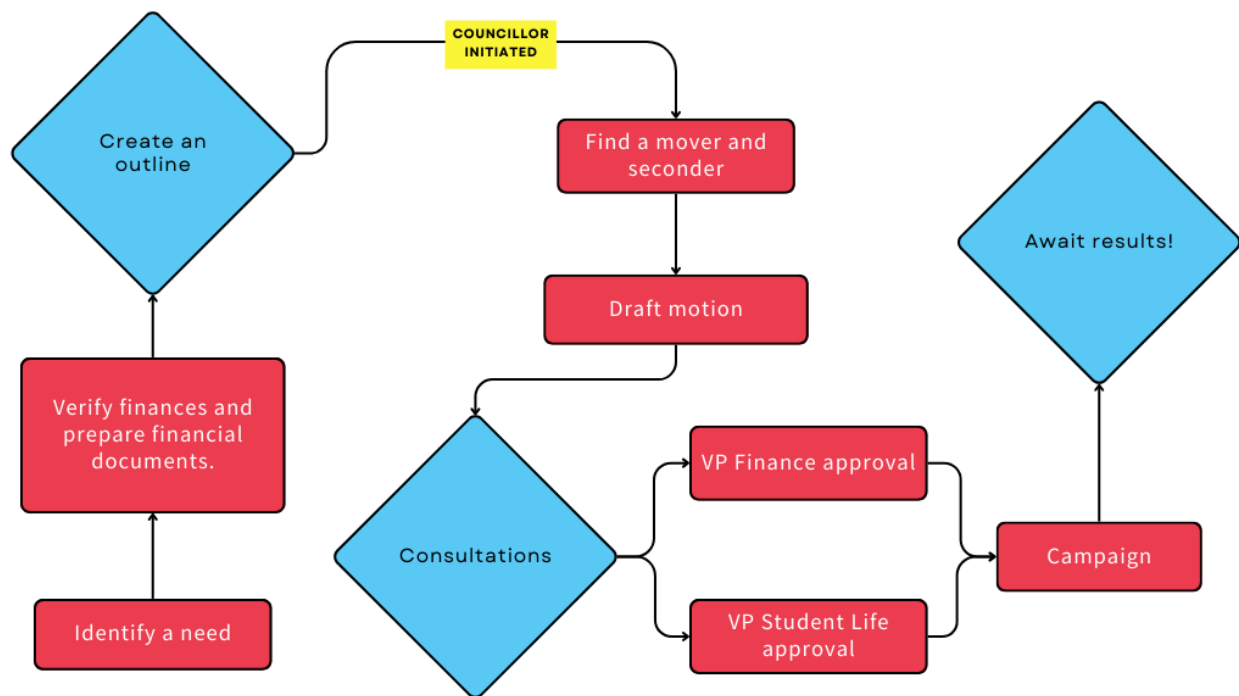 COUNCILLOR
INITIATED
Create an
outline
Find a mover and
seconder
Await results!
Draft motion
Verify finances and
prepare financial
documents.
VP Finance approval
Consultations
Campaign
Identify a need
VP Student Life
approval